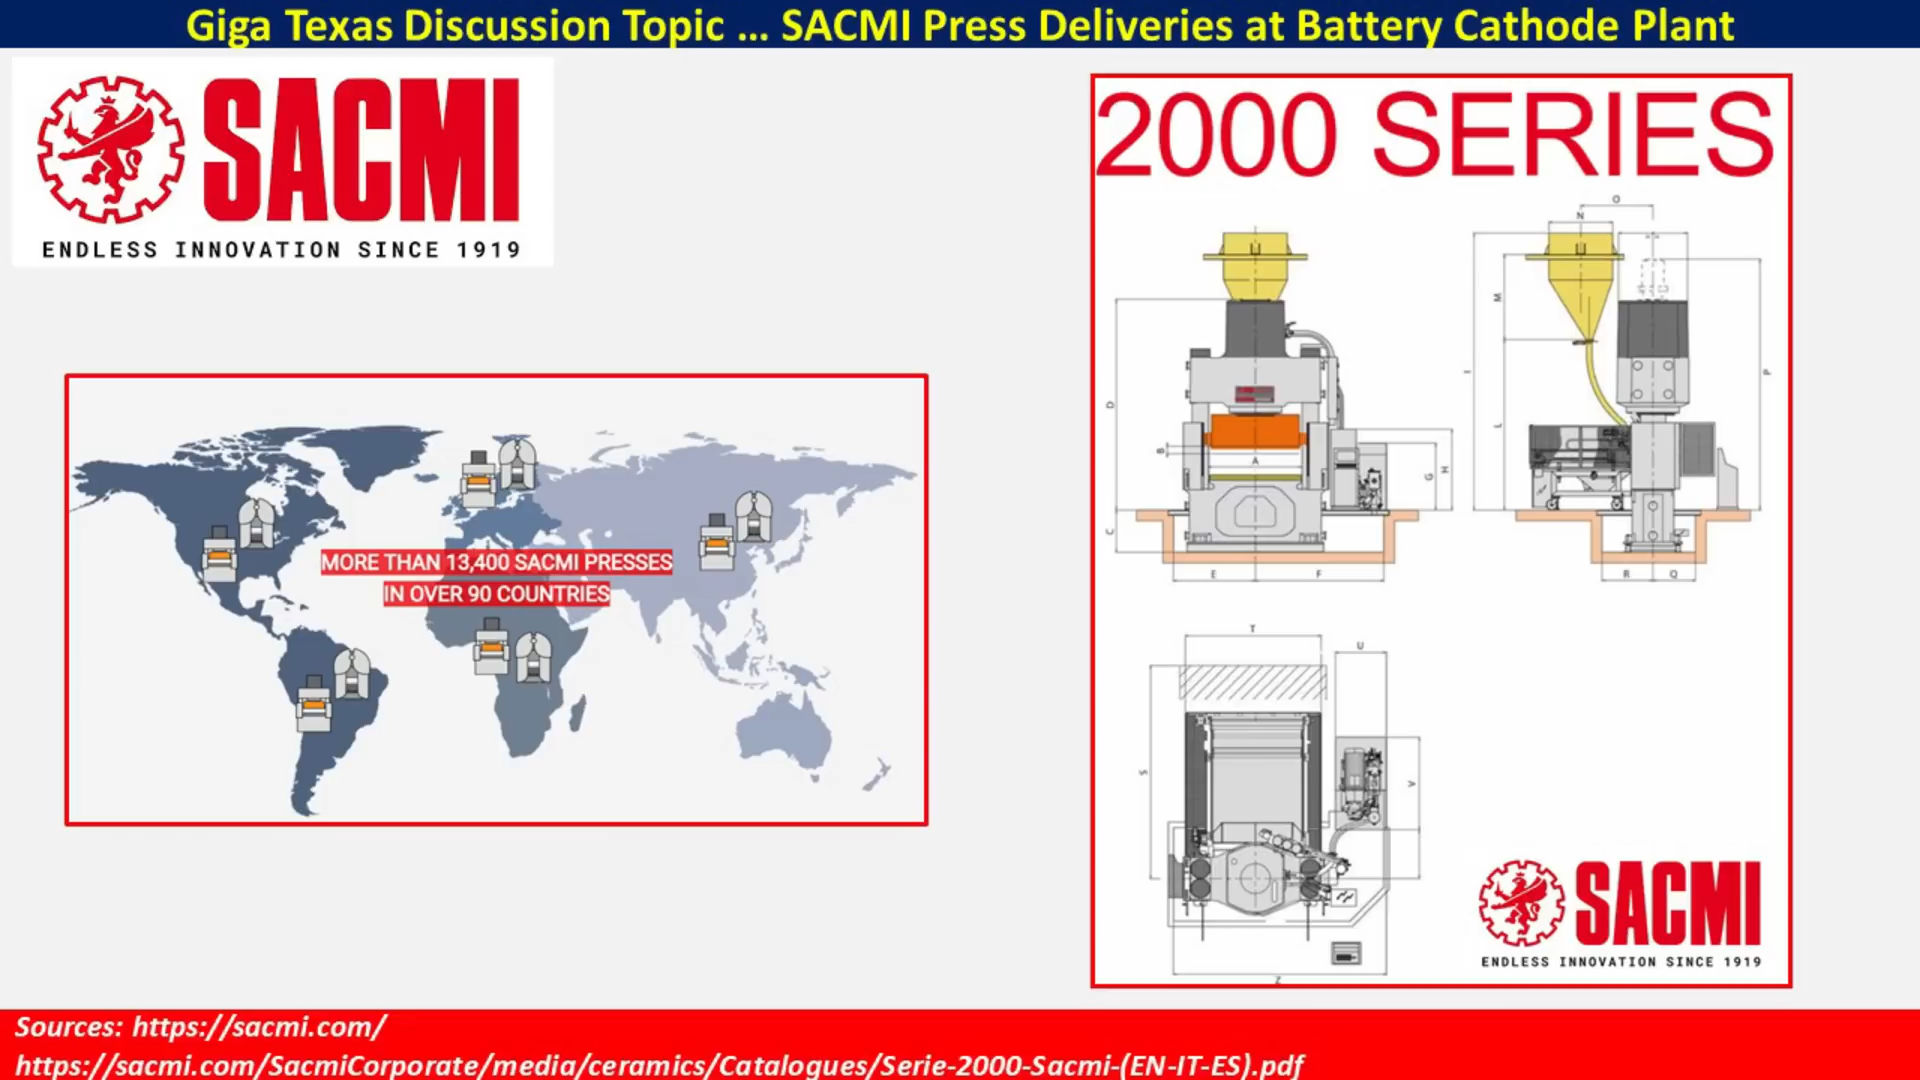 Giga Texas Discussion Topic ... SACMI Press Deliveries at Battery Cathode Plant
SACMI
ENDLESS INNOVATION SINCE 1919
MORE THAN 13,400 SACMI PRESSES
IN OVER 90 COUNTRIES
2000 SERIES
O
N
M
I
P
D
L
B
A
G
H
C
E
F
R
Q
T
U
S
V
Z
SACMI
ENDLESS INNOVATION SINCE 1919
Sources: https://sacmi.com/
https://sacmi.com/SacmiCorporate/media/ceramics/Catalogues/Serie-2000-Sacmi-(EN-IT-ES).pdf